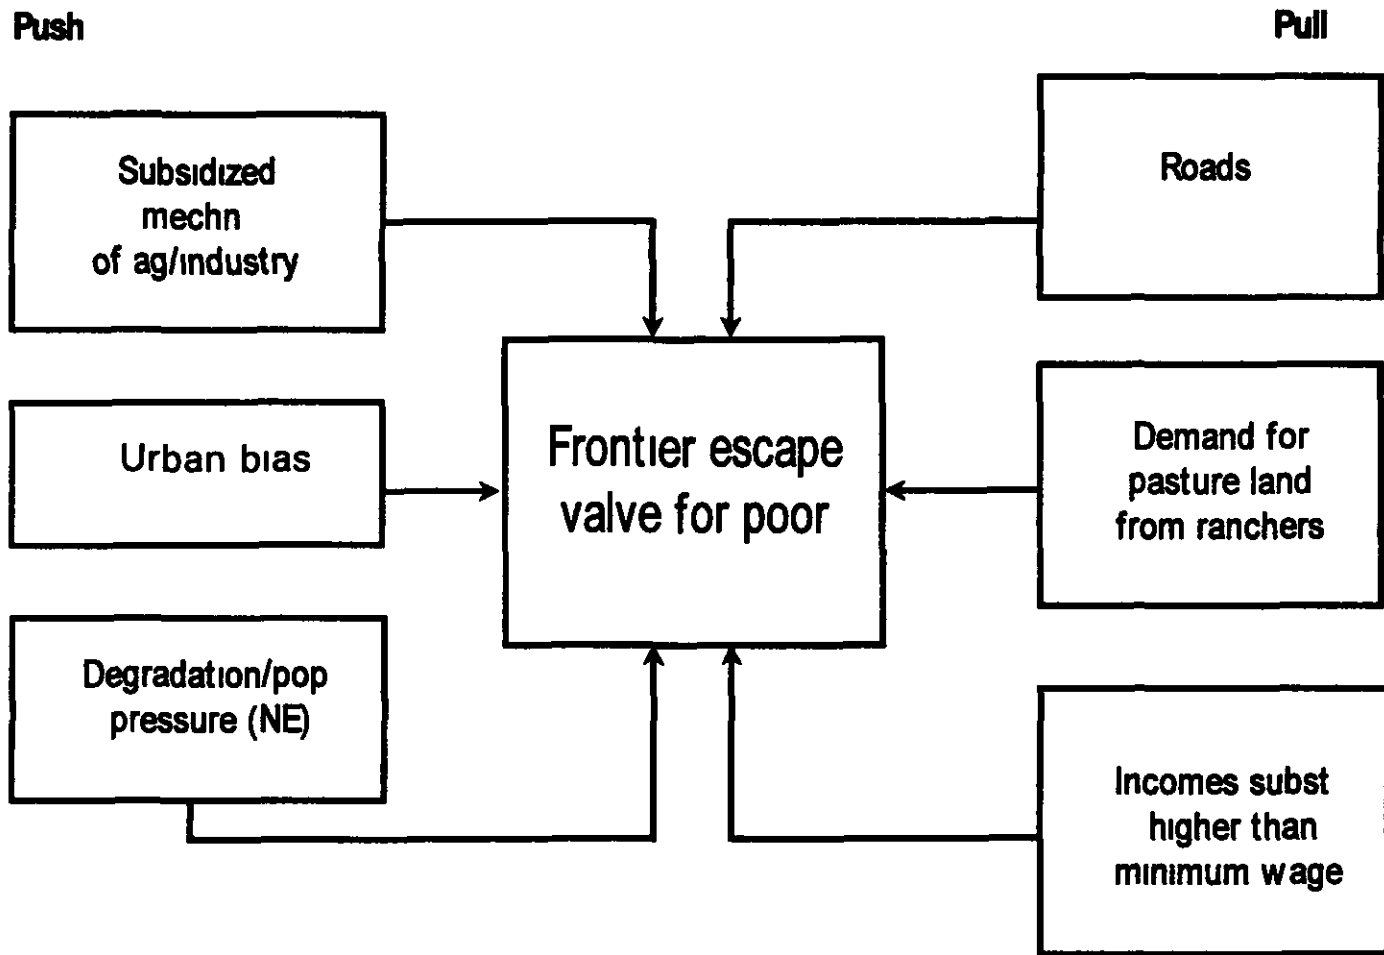 Push
Pull
Subsidized
mechn
of ag/industry
Roads
Urban bias
Frontier escape
valve for poor
Demand for
pasture land
from ranchers
Degradation/pop
pressure (NE)
Incomes subst
higher than
minimum wage